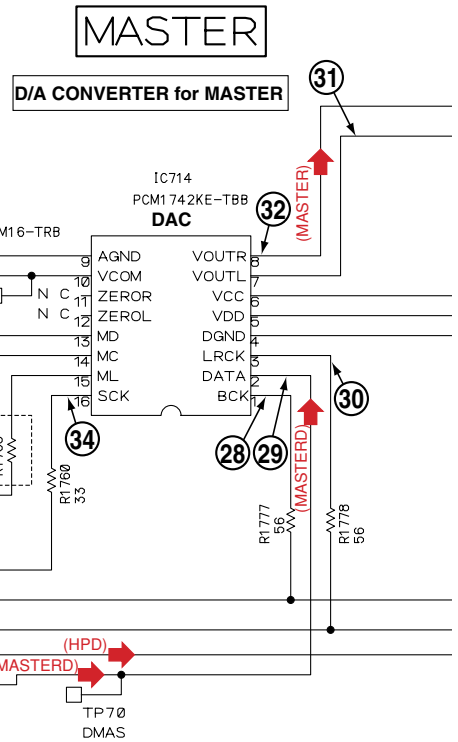 MASTER
D/A CONVERTER for MASTER
31
IC714
PCM1742KE-TBB
DAC
32
(MASTER)
M16-TRB
9 AGND VOUTR 8
10 VCOM VOUTL 7
N C 11 ZEROR VCC 6
N C 12 ZEROL VDD 5
13 MD DGND 4
14 MC LRCK 3
15 ML DATA 2
16 SCK BCK 1
34
28
29
30
(MASTERD)
R1760
33
R1777
56
R1778
56
(HPD)
MASTERD)
TP70
DMAS